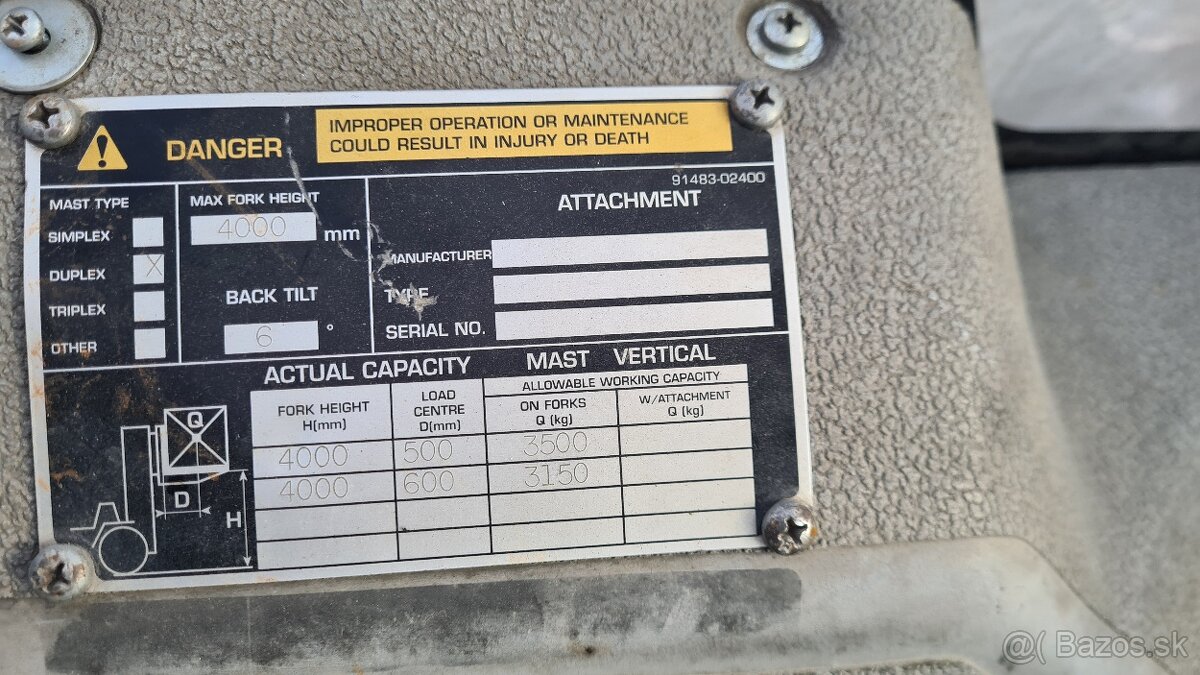 DANGER
IMPROPER OPERATION OR MAINTENANCE
COULD RESULT IN INJURY OR DEATH
91483-02400
MAST TYPE
SIMPLEX
DUPLEX X
TRIPLEX
OTHER
MAX FORK HEIGHT
4000 mm
BACK TILT
6 °
ATTACHMENT
MANUFACTURER
TYPE
SERIAL NO.
ACTUAL CAPACITY MAST VERTICAL
FORK HEIGHT
H(mm)
LOAD
CENTRE
D(mm)
ALLOWABLE WORKING CAPACITY
ON FORKS
Q (kg)
W/ATTACHMENT
Q (kg)
4000 500 3500
4000 600 3150
Q
D
H
@ Bazos.sk